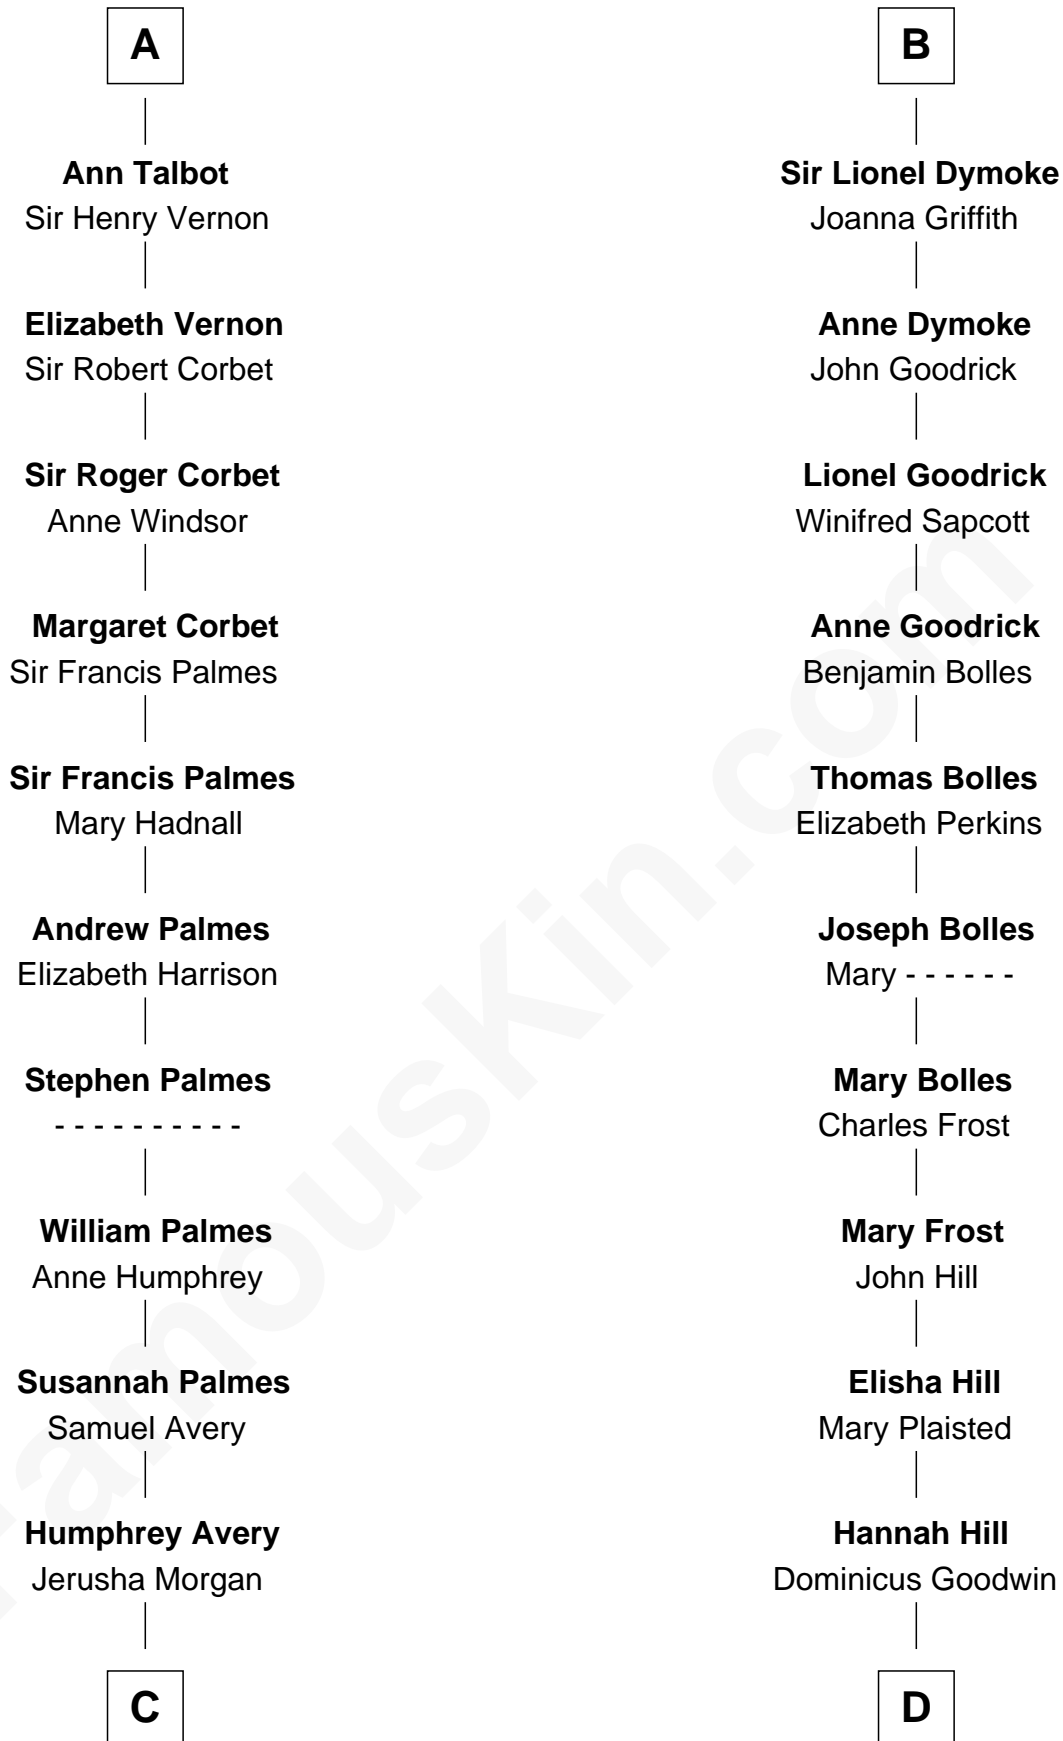 A
Ann Talbot
Sir Henry Vernon
Elizabeth Vernon
Sir Robert Corbet
Sir Roger Corbet
Anne Windsor
Margaret Corbet
Sir Francis Palmes
Sir Francis Palmes
Mary Hadnall
Andrew Palmes
Elizabeth Harrison
Stephen Palmes
- - - - - - - - - -
William Palmes
Anne Humphrey
Susannah Palmes
Samuel Avery
Humphrey Avery
Jerusha Morgan
C
B
Sir Lionel Dymoke
Joanna Griffith
Anne Dymoke
John Goodrick
Lionel Goodrick
Winifred Sapcott
Anne Goodrick
Benjamin Bolles
Thomas Bolles
Elizabeth Perkins
Joseph Bolles
Mary - - - - - -
Mary Bolles
Charles Frost
Mary Frost
John Hill
Elisha Hill
Mary Plaisted
Hannah Hill
Dominicus Goodwin
D
FamousKin.com